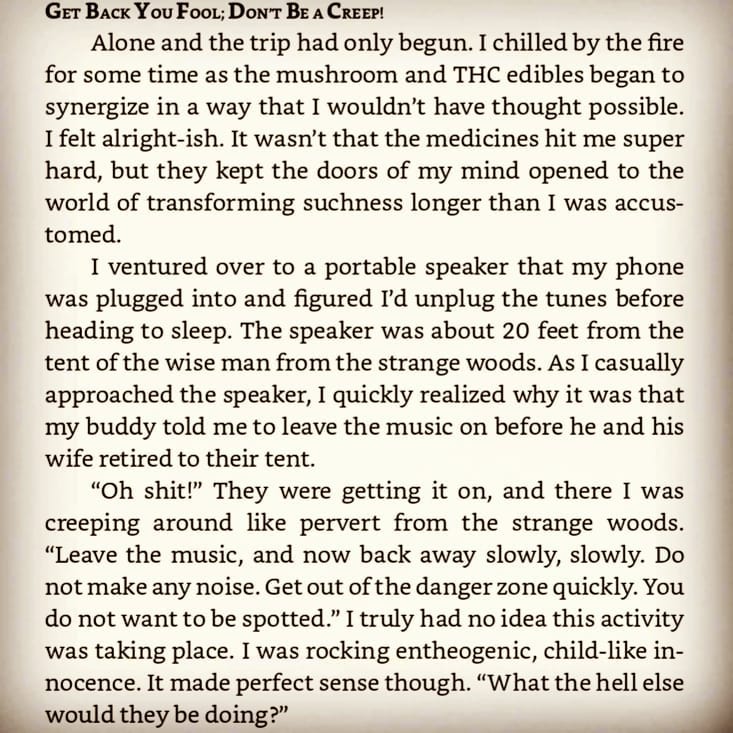 Get Back You Fool; Don't Be a Creep!
Alone and the trip had only begun. I chilled by the fire
for some time as the mushroom and THC edibles began to
synergize in a way that I wouldn't have thought possible.
I felt alright-ish. It wasn't that the medicines hit me super
hard, but they kept the doors of my mind opened to the
world of transforming suchness longer than I was accus-
tomed.
I ventured over to a portable speaker that my phone
was plugged into and figured I'd unplug the tunes before
heading to sleep. The speaker was about 20 feet from the
tent of the wise man from the strange woods. As I casually
approached the speaker, I quickly realized why it was that
my buddy told me to leave the music on before he and his
wife retired to their tent.
“Oh shit!” They were getting it on, and there I was
creeping around like pervert from the strange woods.
“Leave the music, and now back away slowly, slowly. Do
not make any noise. Get out of the danger zone quickly. You
do not want to be spotted.” I truly had no idea this activity
was taking place. I was rocking entheogenic, child-like in-
nocence. It made perfect sense though. “What the hell else
would they be doing?”